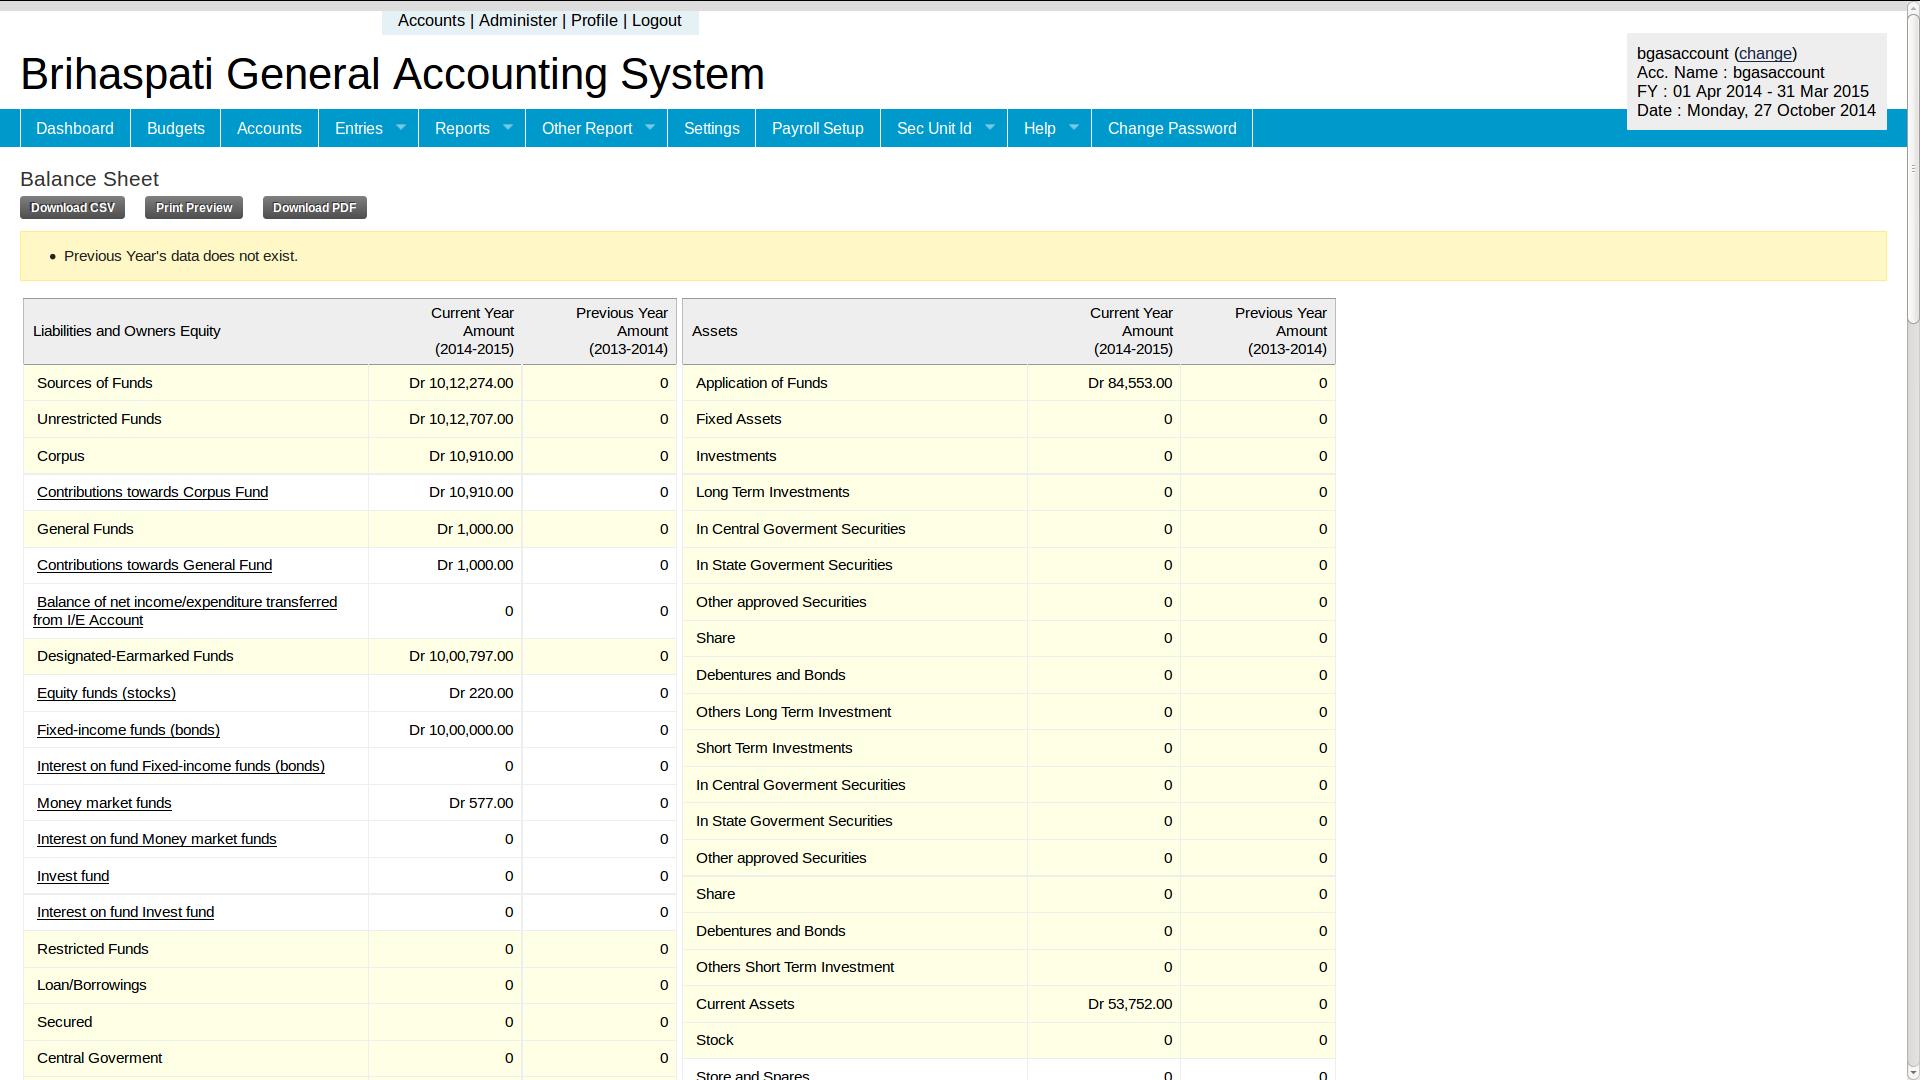 Accounts | Administer | Profile | Logout
Brihaspati General Accounting System
bgasaccount (change)
Acc. Name : bgasaccount
FY : 01 Apr 2014 - 31 Mar 2015
Date : Monday, 27 October 2014
Dashboard Budgets Accounts Entries Reports Other Report Settings Payroll Setup Sec Unit Id Help Change Password
Balance Sheet
Download CSV Print Preview Download PDF
• Previous Year's data does not exist.
Liabilities and Owners Equity
Current Year
Amount
(2014-2015)
Previous Year
Amount
(2013-2014)
Sources of Funds Dr 10,12,274.00 0
Unrestricted Funds Dr 10,12,707.00 0
Corpus Dr 10,910.00 0
Contributions towards Corpus Fund Dr 10,910.00 0
General Funds Dr 1,000.00 0
Contributions towards General Fund Dr 1,000.00 0
Balance of net income/expenditure transferred
from I/E Account 0 0
Designated-Earmarked Funds Dr 10,00,797.00 0
Equity funds (stocks) Dr 220.00 0
Fixed-income funds (bonds) Dr 10,00,000.00 0
Interest on fund Fixed-income funds (bonds) 0 0
Money market funds Dr 577.00 0
Interest on fund Money market funds 0 0
Invest fund 0 0
Interest on fund Invest fund 0 0
Restricted Funds 0 0
Loan/Borrowings 0 0
Secured 0 0
Central Goverment 0 0
Assets
Current Year
Amount
(2014-2015)
Previous Year
Amount
(2013-2014)
Application of Funds Dr 84,553.00 0
Fixed Assets 0 0
Investments 0 0
Long Term Investments 0 0
In Central Goverment Securities 0 0
In State Goverment Securities 0 0
Other approved Securities 0 0
Share 0 0
Debentures and Bonds 0 0
Others Long Term Investment 0 0
Short Term Investments 0 0
In Central Goverment Securities 0 0
In State Goverment Securities 0 0
Other approved Securities 0 0
Share 0 0
Debentures and Bonds 0 0
Others Short Term Investment 0 0
Current Assets Dr 53,752.00 0
Stock 0 0
Store and Spares 0 0